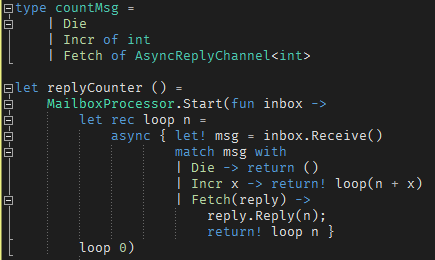 type countMsg =
    | Die
    | Incr of int
    | Fetch of AsyncReplyChannel<int>
let replyCounter () =
    MailboxProcessor.Start(fun inbox ->
        let rec loop n =
            async { let! msg = inbox.Receive()
                    match msg with
                    | Die -> return ()
                    | Incr x -> return! loop(n + x)
                    | Fetch(reply) ->
                        reply.Reply(n);
                        return! loop n }
        loop 0)